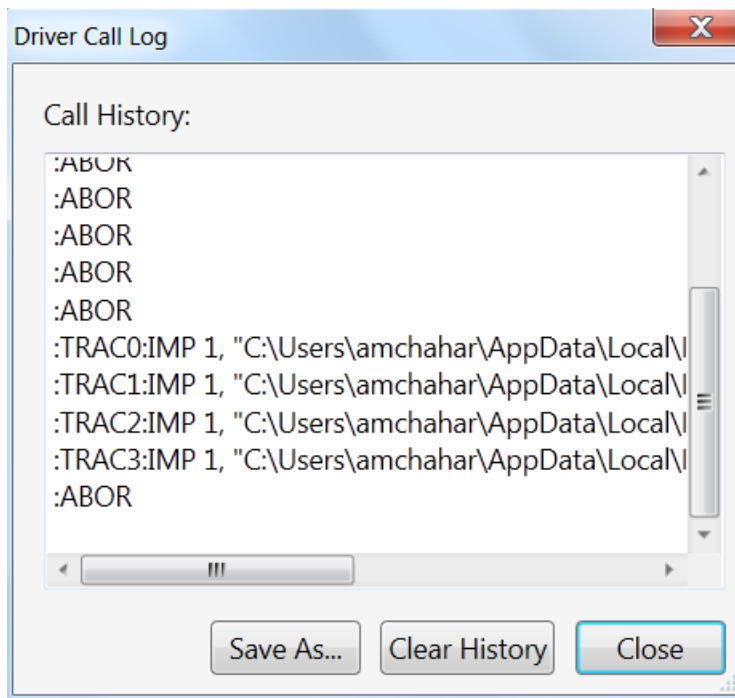 Driver Call Log
Call History:
:ABOR
:ABOR
:ABOR
:ABOR
:ABOR
:TRAC0:IMP 1, "C:\Users\amchahar\AppData\Local\
:TRAC1:IMP 1, "C:\Users\amchahar\AppData\Local\
:TRAC2:IMP 1, "C:\Users\amchahar\AppData\Local\
:TRAC3:IMP 1, "C:\Users\amchahar\AppData\Local\
:ABOR
Save As...
Clear History
Close